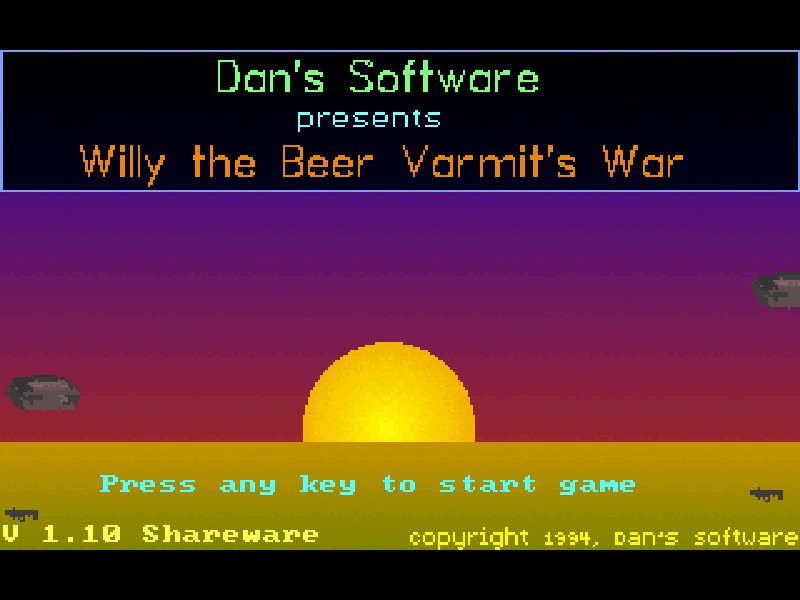 Dan's Software
presents
Willy the Beer Varmit's War
Press any key to start game
V 1.10 Shareware
copyright 1994, Dan's software